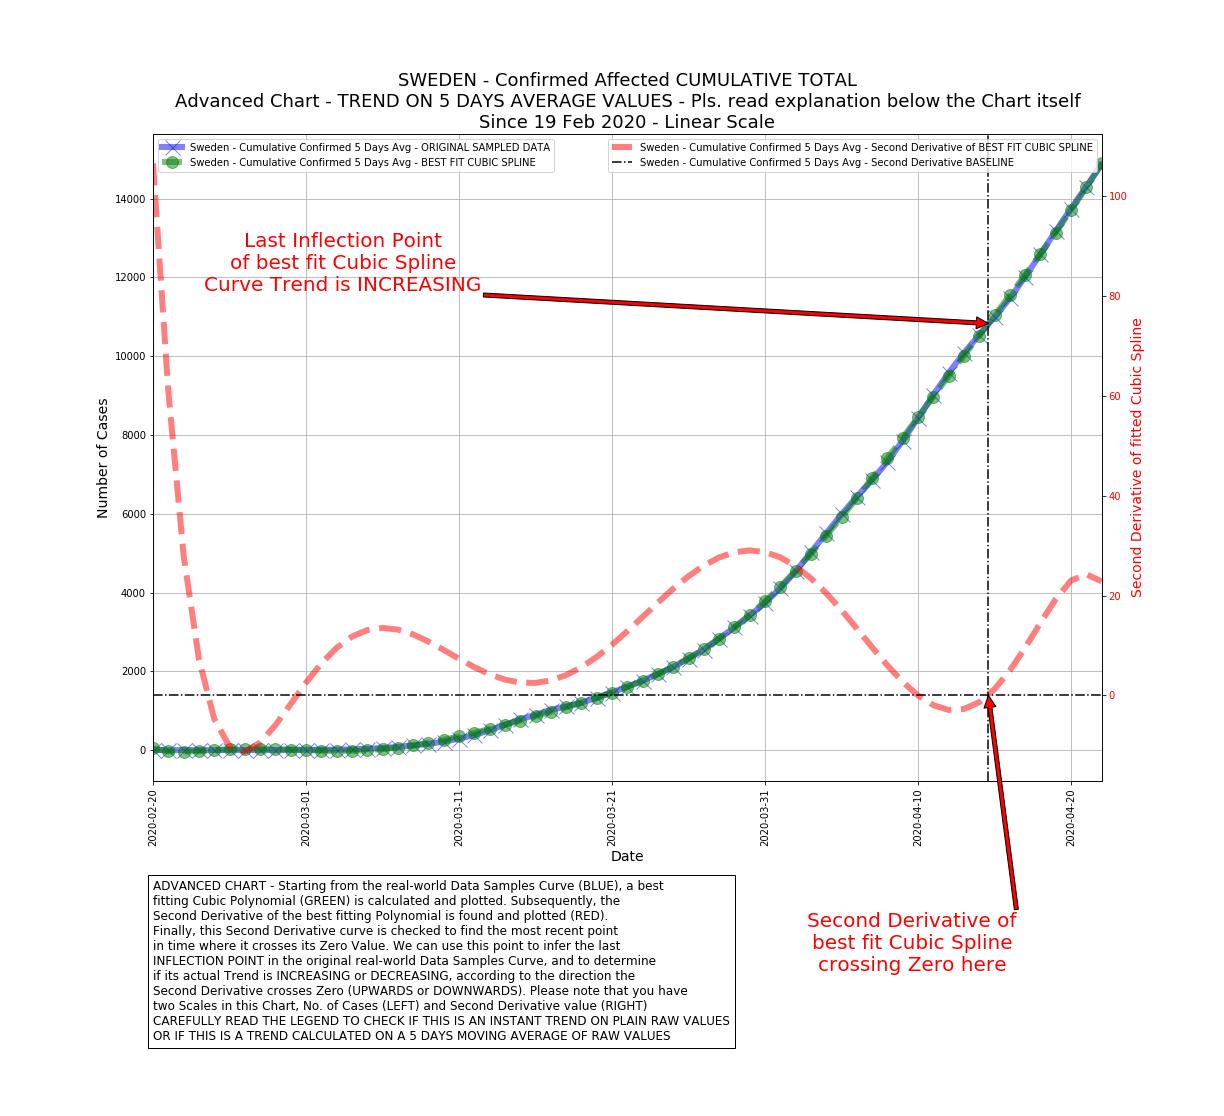 SWEDEN - Confirmed Affected CUMULATIVE TOTAL
Advanced Chart - TREND ON 5 DAYS AVERAGE VALUES - Pls. read explanation below the Chart itself
Since 19 Feb 2020 - Linear Scale
Sweden - Cumulative Confirmed 5 Days Avg - ORIGINAL SAMPLED DATA
Sweden - Cumulative Confirmed 5 Days Avg - BEST FIT CUBIC SPLINE
Sweden - Cumulative Confirmed 5 Days Avg - Second Derivative of BEST FIT CUBIC SPLINE
Sweden - Cumulative Confirmed 5 Days Avg - Second Derivative BASELINE
Last Inflection Point
of best fit Cubic Spline
Curve Trend is INCREASING
Number of Cases
14000
12000
10000
8000
6000
4000
2000
0
100
80
60
40
20
0
Second Derivative of fitted Cubic Spline
2020-02-20
2020-03-01
2020-03-11
2020-03-21
2020-03-31
2020-04-10
2020-04-20
Date
ADVANCED CHART - Starting from the real-world Data Samples Curve (BLUE), a best
fitting Cubic Polynomial (GREEN) is calculated and plotted. Subsequently, the
Second Derivative of the best fitting Polynomial is found and plotted (RED).
Finally, this Second Derivative curve is checked to find the most recent point
in time where it crosses its Zero Value. We can use this point to infer the last
INFLECTION POINT in the original real-world Data Samples Curve, and to determine
if its actual Trend is INCREASING or DECREASING, according to the direction the
Second Derivative crosses Zero (UPWARDS or DOWNWARDS). Please note that you have
two Scales in this Chart, No. of Cases (LEFT) and Second Derivative value (RIGHT)
CAREFULLY READ THE LEGEND TO CHECK IF THIS IS AN INSTANT TREND ON PLAIN RAW VALUES
OR IF THIS IS A TREND CALCULATED ON A 5 DAYS MOVING AVERAGE OF RAW VALUES
Second Derivative of
best fit Cubic Spline
crossing Zero here